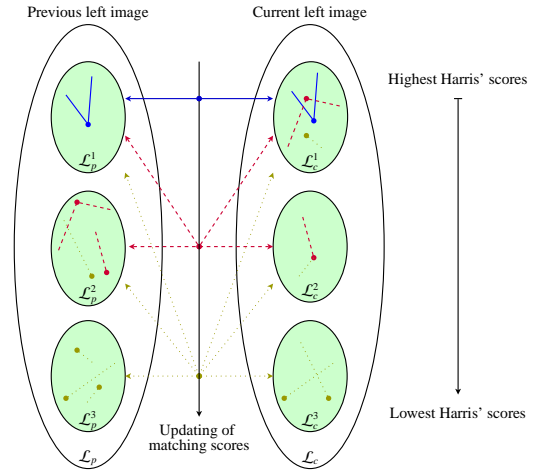 Previous left image
Current left image
Highest Harris' scores
ℒ_p^1
ℒ_c^1
ℒ_p^2
ℒ_c^2
ℒ_p^3
ℒ_c^3
Lowest Harris' scores
Updating of
matching scores
ℒ_p
ℒ_c